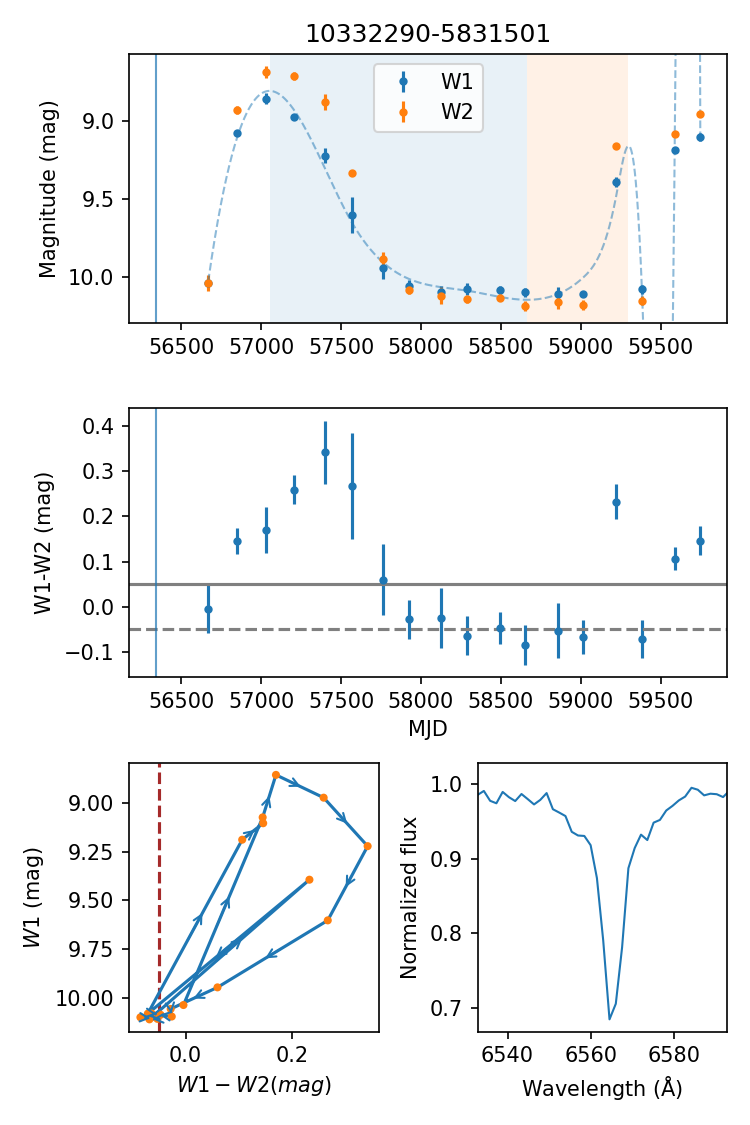 10332290-5831501
Magnitude (mag)
9.0
9.5
10.0
W1
W2
56500 57000 57500 58000 58500 59000 59500
W1-W2 (mag)
0.4
0.3
0.2
0.1
0.0
−0.1
56500 57000 57500 58000 58500 59000 59500
MJD
W1 (mag)
9.00
9.25
9.50
9.75
10.00
0.0 0.2
W1 − W2(mag)
Normalized flux
1.0
0.9
0.8
0.7
6540 6560 6580
Wavelength (Å)